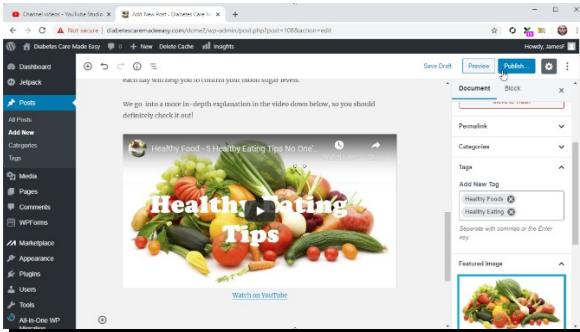 Channel videos - YouTube Studio
Add New Post - Diabetes Care M
Not secure | diabetescaremadeeasy.com/dcme2/wp-admin/post.php?post=108&action=edit
Diabetes Care Made Easy
0
New
Delete Cache
Insights
Howdy, JamesF
Dashboard
Jetpack
Posts
All Posts
Add New
Categories
Tags
Media
Pages
Comments
WPForms
Marketplace
Appearance
Plugins
Users
Tools
All-in-One WP
Migration
Save Draft
Preview
Publish...
each day will help you to control your blood sugar levels.
We go into a more in-depth explanation in the video down below, so you should
definitely check it out!
Healthy Food - 5 Healthy Eating Tips No One'...
Healthy Eating
Tips
Watch on YouTube
Document
Block
Move to trash
Permalink
Categories
Tags
Add New Tag
Healthy Foods
Healthy Eating
Separate with commas or the Enter
key.
Featured Image